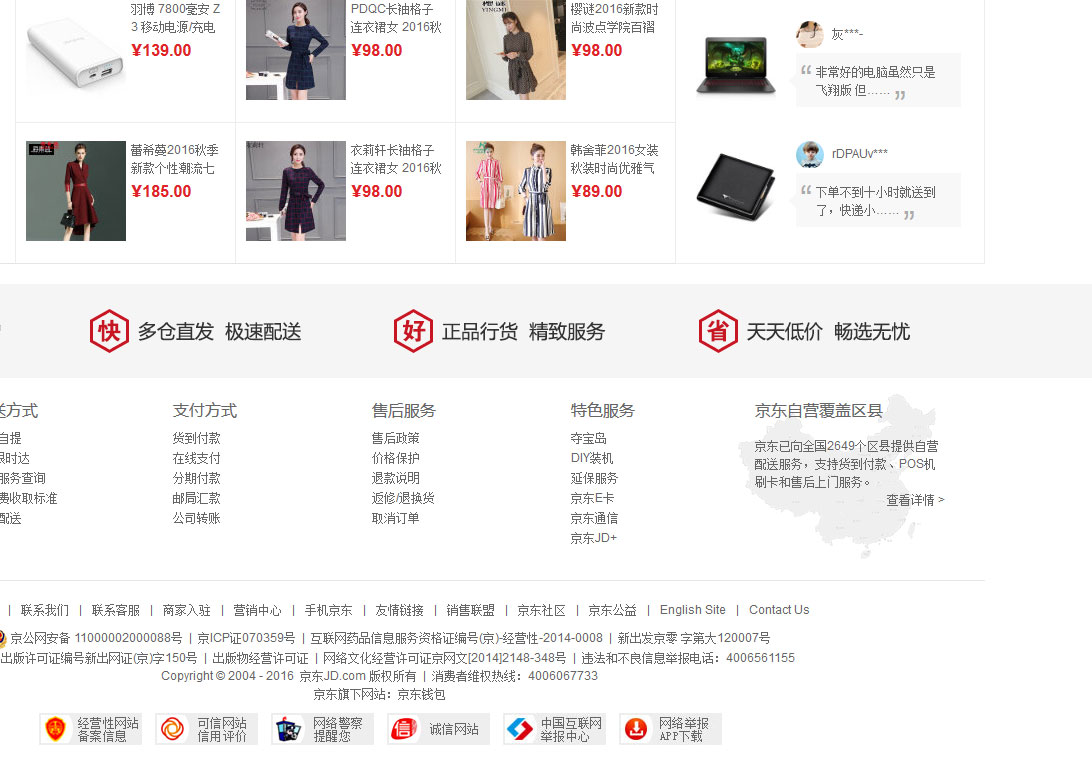 羽博 7800毫安 Z
3 移动电源/充电
¥139.00
PDQC长袖格子
连衣裙女 2016秋
¥98.00
YINGMI
樱谜2016新款时
尚波点学院百褶
¥98.00
灰***-
“ 非常好的电脑虽然只是
飞翔版 但…… ”
蕾希蔓2016秋季
新款个性潮流七
¥185.00
衣莉轩长袖格子
连衣裙女 2016秋
¥98.00
韩舍菲2016女装
秋装时尚优雅气
¥89.00
rDPAUv***
“ 下单不到十小时就送到
了，快递小…… ”
快 多仓直发 极速配送
好 正品行货 精致服务
省 天天低价 畅选无忧
送方式
自提
限时达
服务查询
费收取标准
配送
支付方式
货到付款
在线支付
分期付款
邮局汇款
公司转账
售后服务
售后政策
价格保护
退款说明
返修/退换货
取消订单
特色服务
夺宝岛
DIY装机
延保服务
京东E卡
京东通信
京东JD+
京东自营覆盖区县
京东已向全国2649个区县提供自营
配送服务，支持货到付款、POS机
刷卡和售后上门服务。
查看详情 >
| 联系我们 | 联系客服 | 商家入驻 | 营销中心 | 手机京东 | 友情链接 | 销售联盟 | 京东社区 | 京东公益 | English Site | Contact Us
京公网安备 11000002000088号 | 京ICP证070359号 | 互联网药品信息服务资格证编号(京)-经营性-2014-0008 | 新出发京零 字第大120007号
出版许可证编号新出网证(京)字150号 | 出版物经营许可证 | 网络文化经营许可证京网文[2014]2148-348号 | 违法和不良信息举报电话：4006561155
Copyright © 2004 - 2016 京东JD.com 版权所有 | 消费者维权热线：4006067733
京东旗下网站：京东钱包
经营性网站
备案信息
可信网站
信用评价
网络警察
提醒您
信 诚信网站
中国互联网
举报中心
网络举报
APP下载